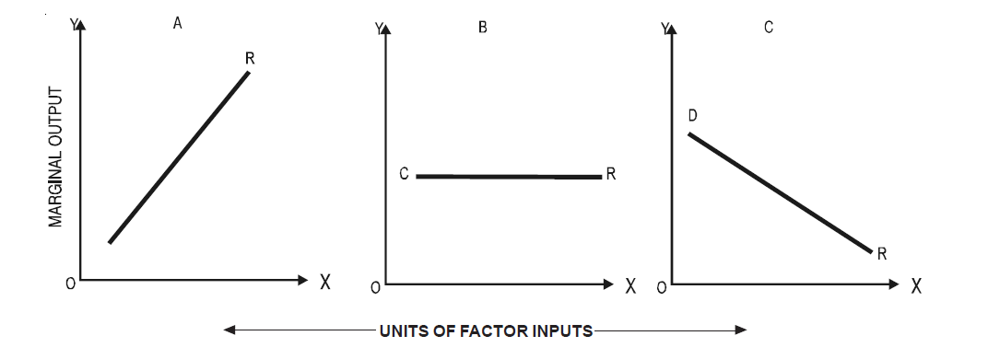 MARGINAL OUTPUT
Y A
R
O X
Y B
C R
O X
Y C
D
R
O X
UNITS OF FACTOR INPUTS